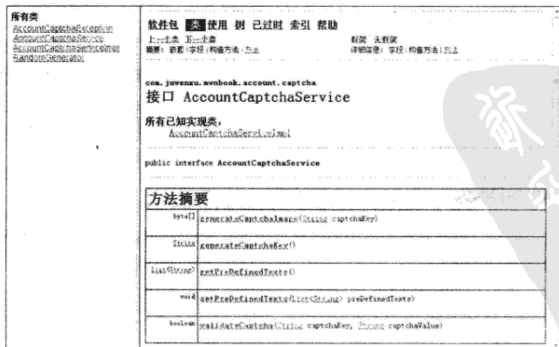 所有类
AccountCaptchaException
AccountCaptchaService
AccountCaptchaServiceImpl
RandomGenerator
软件包 类 使用 树 已过时 索引 帮助
上一个类 下一个类
框架 无框架
摘要: 嵌套 | 字段 | 构造方法 | 方法
详细信息: 字段 | 构造方法 | 方法
com.juvenxu.mvnbook.account.captcha
接口 AccountCaptchaService
所有已知实现类:
AccountCaptchaServiceImpl
public interface AccountCaptchaService
方法摘要
byte[] generateCaptchaImage(String captchaKey)
String generateCaptchaKey()
List<String> getPreDefinedTexts()
void setPreDefinedTexts(List<String> preDefinedTexts)
boolean validateCaptcha(String captchaKey, String captchaValue)